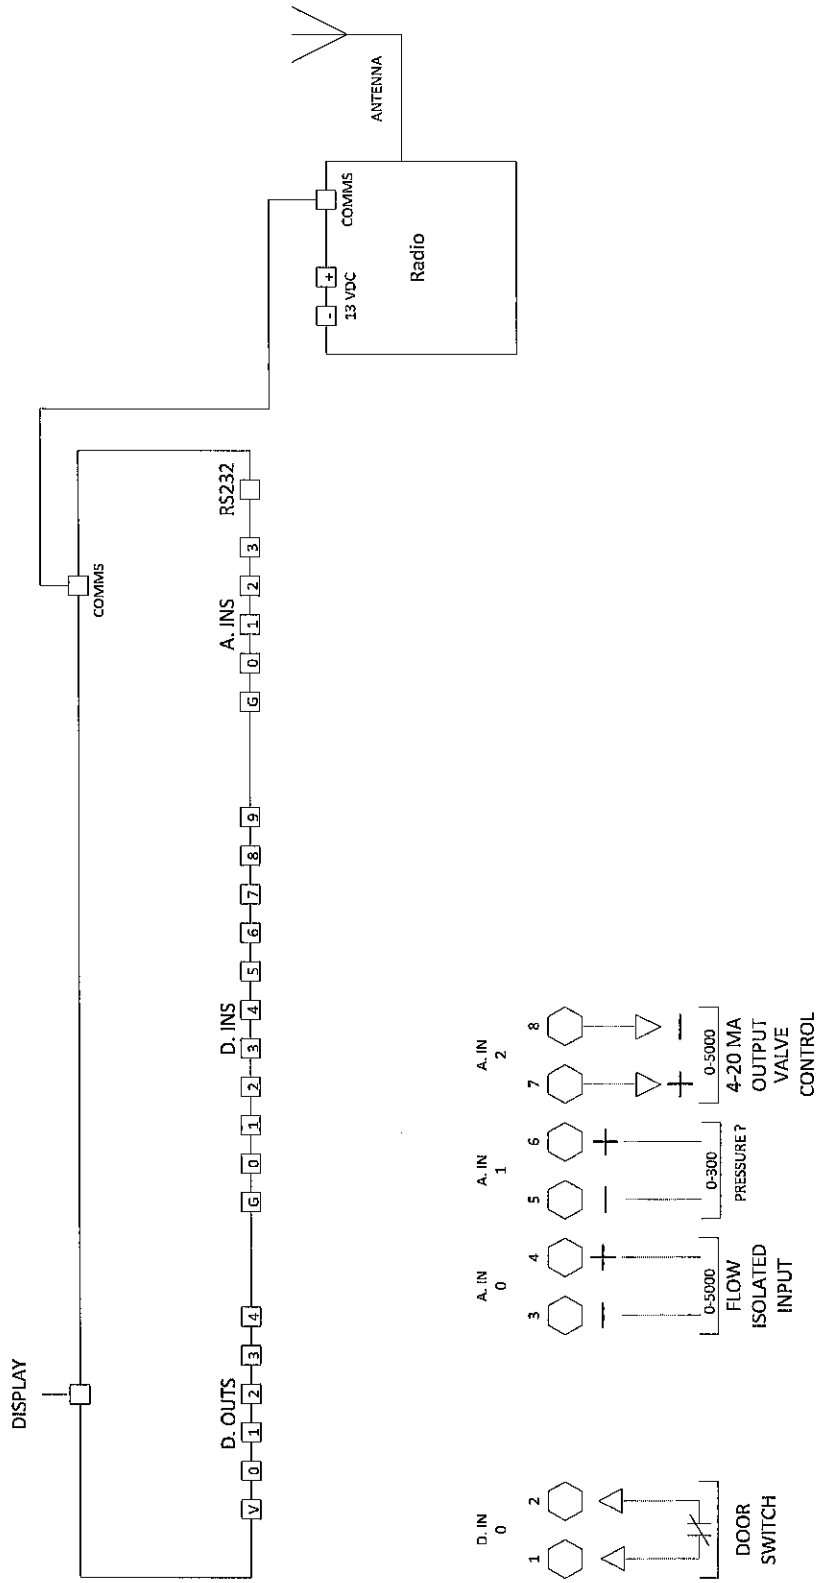 DISPLAY
COMMS
D. OUTS
V 0 1 2 3 4
D. INS
G 0 1 2 3 4 5 6 7 8 9
A. INS
G 0 1 2 3
RS232
ANTENNA
COMMS
- +
13 VDC
Radio
D. IN
0
1 2
DOOR
SWITCH
A. IN
0
3 4
- +
0-5000
FLOW
ISOLATED
INPUT
A. IN
1
5 6
- +
0-300
PRESSURE?
A. IN
2
7 8
+ -
0-5000
4-20 MA
OUTPUT
VALVE
CONTROL